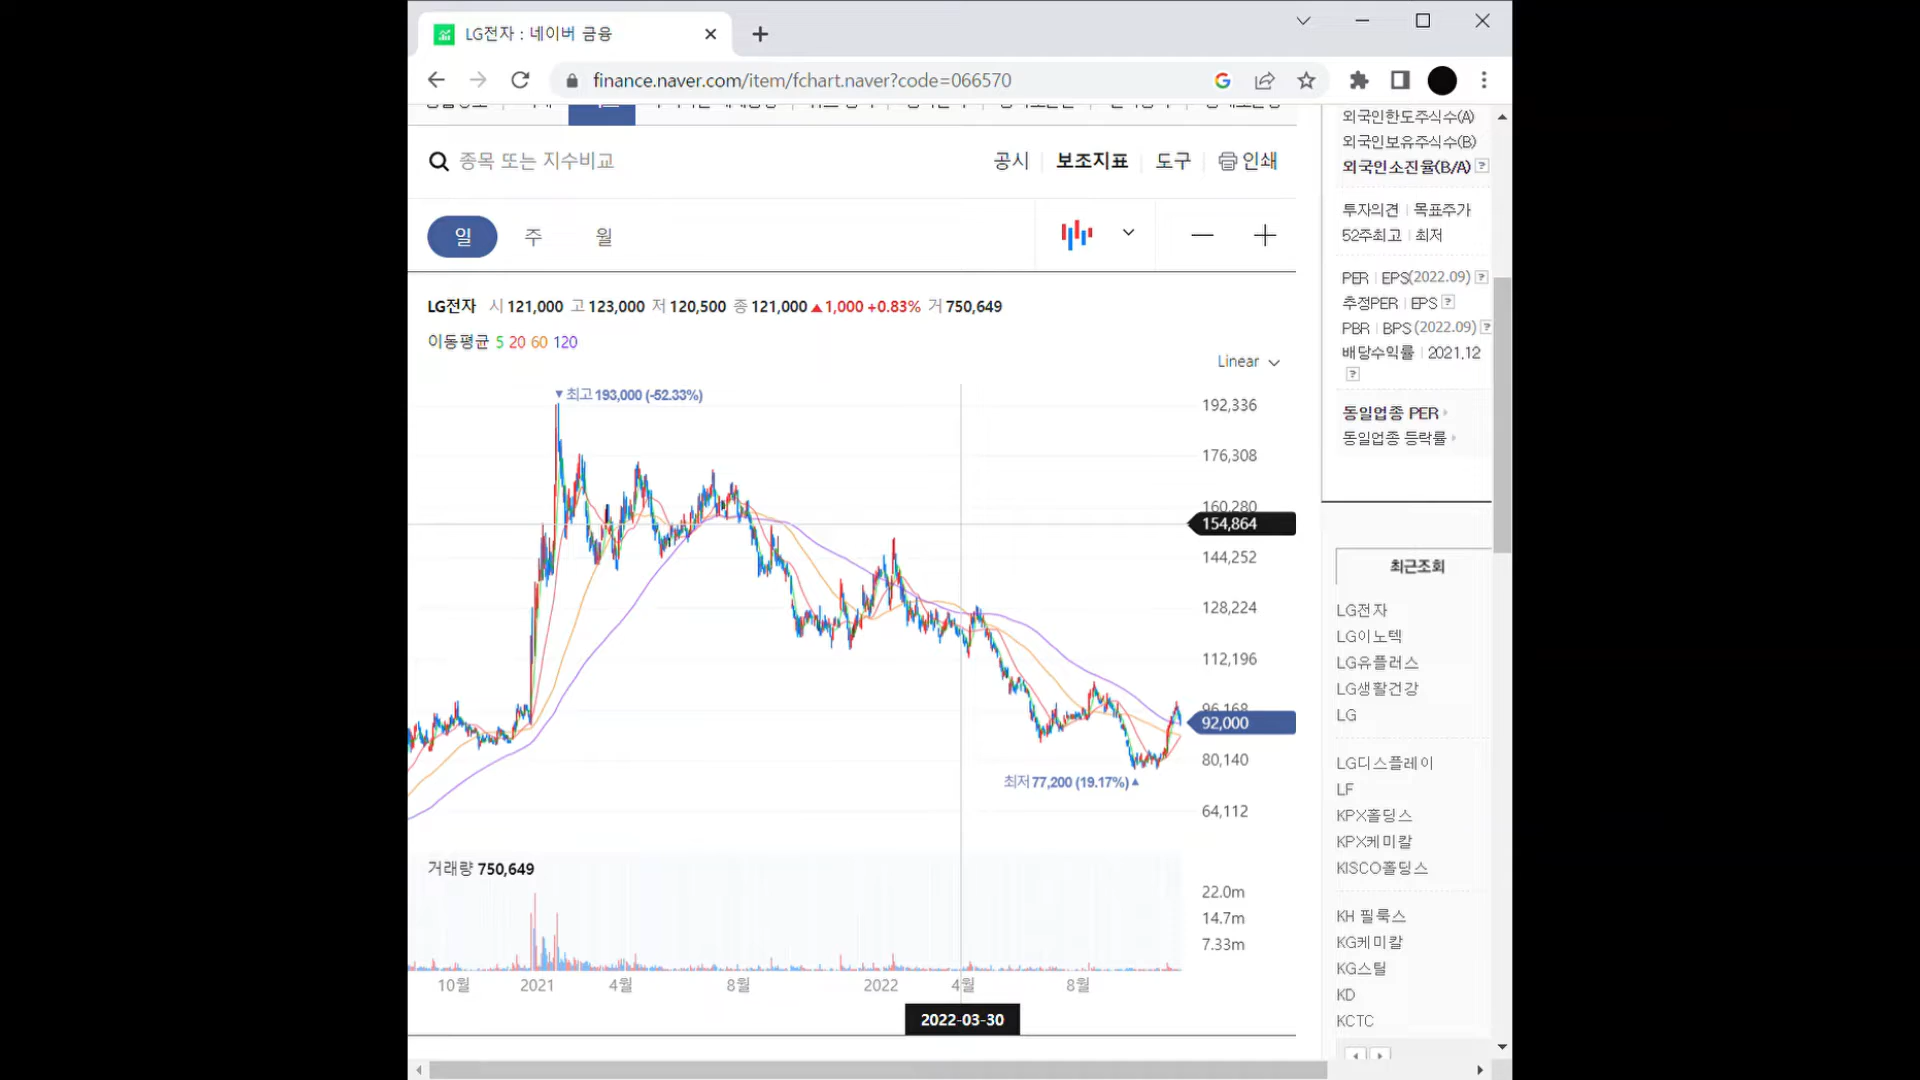 LG전자 : 네이버 금융
finance.naver.com/item/fchart.naver?code=066570
종목 또는 지수비교
공시 보조지표 도구 인쇄
일 주 월
LG전자 시 121,000 고 123,000 저 120,500 종 121,000 ▲1,000 +0.83% 거 750,649
이동평균 5 20 60 120
Linear
▼최고 193,000 (-52.33%)
192,336
176,308
160,280
154,864
144,252
128,224
112,196
96,168
92,000
80,140
최저 77,200 (19.17%)▲
64,112
거래량 750,649
22.0m
14.7m
7.33m
10월 2021 4월 8월 2022 4월 8월
2022-03-30
외국인한도주식수(A)
외국인보유주식수(B)
외국인소진율(B/A) ?
투자의견 | 목표주가
52주최고 | 최저
PER | EPS(2022.09) ?
추정PER | EPS ?
PBR | BPS (2022.09) ?
배당수익률 | 2021.12
?
동일업종 PER
동일업종 등락률
최근조회
LG전자
LG이노텍
LG유플러스
LG생활건강
LG
LG디스플레이
LF
KPX홀딩스
KPX케미칼
KISCO홀딩스
KH 필룩스
KG케미칼
KG스틸
KD
KCTC